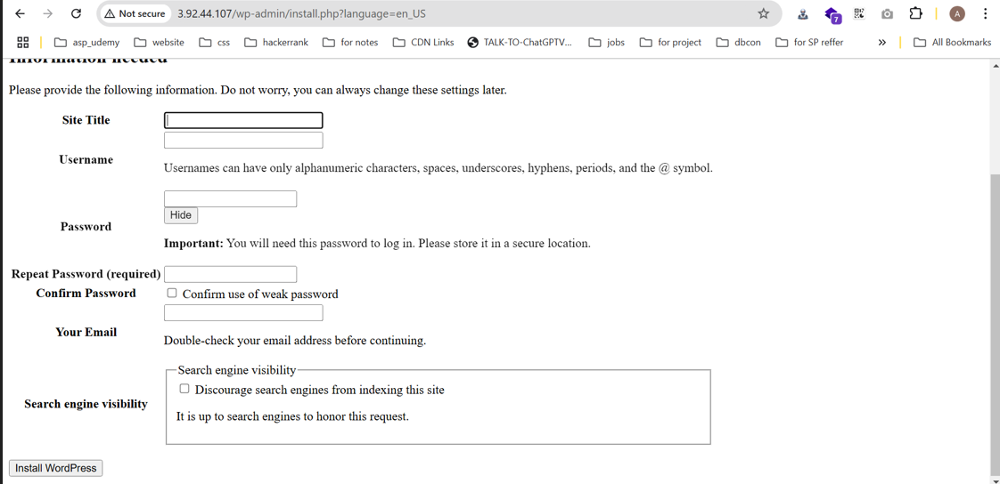 Not secure 3.92.44.107/wp-admin/install.php?language=en_US
7
A
asp_udemy website css hackerrank for notes CDN Links TALK-TO-ChatGPTV... jobs for project dbcon for SP reffer » All Bookmarks
Information needed
Please provide the following information. Do not worry, you can always change these settings later.
Site Title
Username
Usernames can have only alphanumeric characters, spaces, underscores, hyphens, periods, and the @ symbol.
Hide
Password
Important: You will need this password to log in. Please store it in a secure location.
Repeat Password (required)
Confirm Password Confirm use of weak password
Your Email
Double-check your email address before continuing.
Search engine visibility
Discourage search engines from indexing this site
Search engine visibility
It is up to search engines to honor this request.
Install WordPress